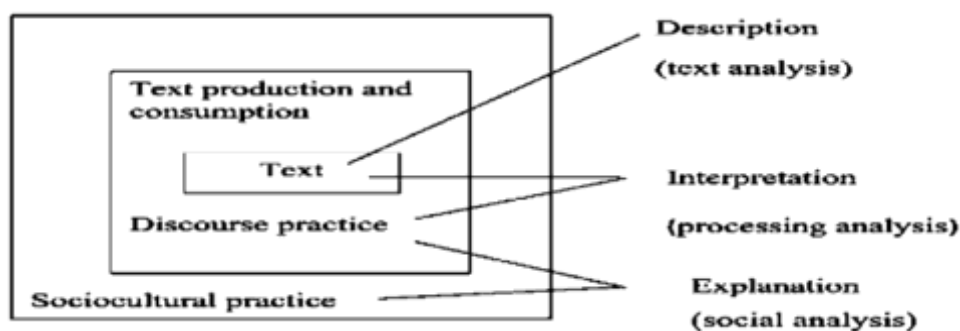 Description
(text analysis)
Text production and
consumption
Text
Interpretation
Discourse practice
(processing analysis)
Explanation
Sociocultural practice
(social analysis)